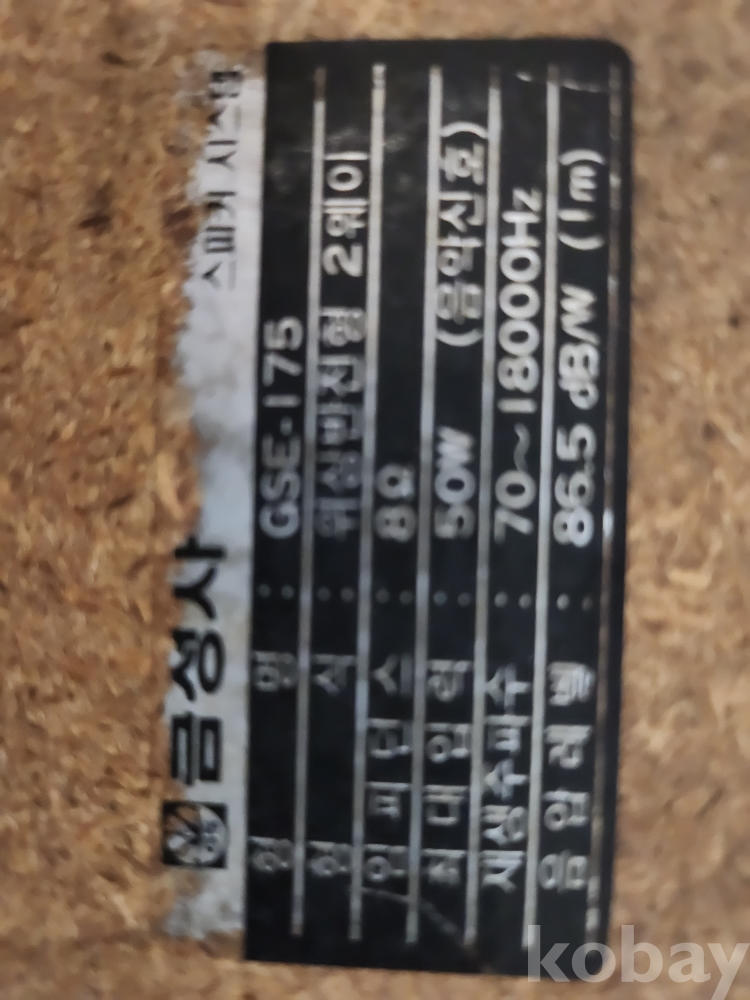 금성사 스피커 시스템
형 명 : GSE-175
형 식 : 위상반전형 2웨이
임 피 던 스 : 8Ω
최 대 입 력 : 50W (음악신호)
재생주파수 : 70~18000Hz
음 압 레 벨 : 86.5 dB/W (1m)
kobay